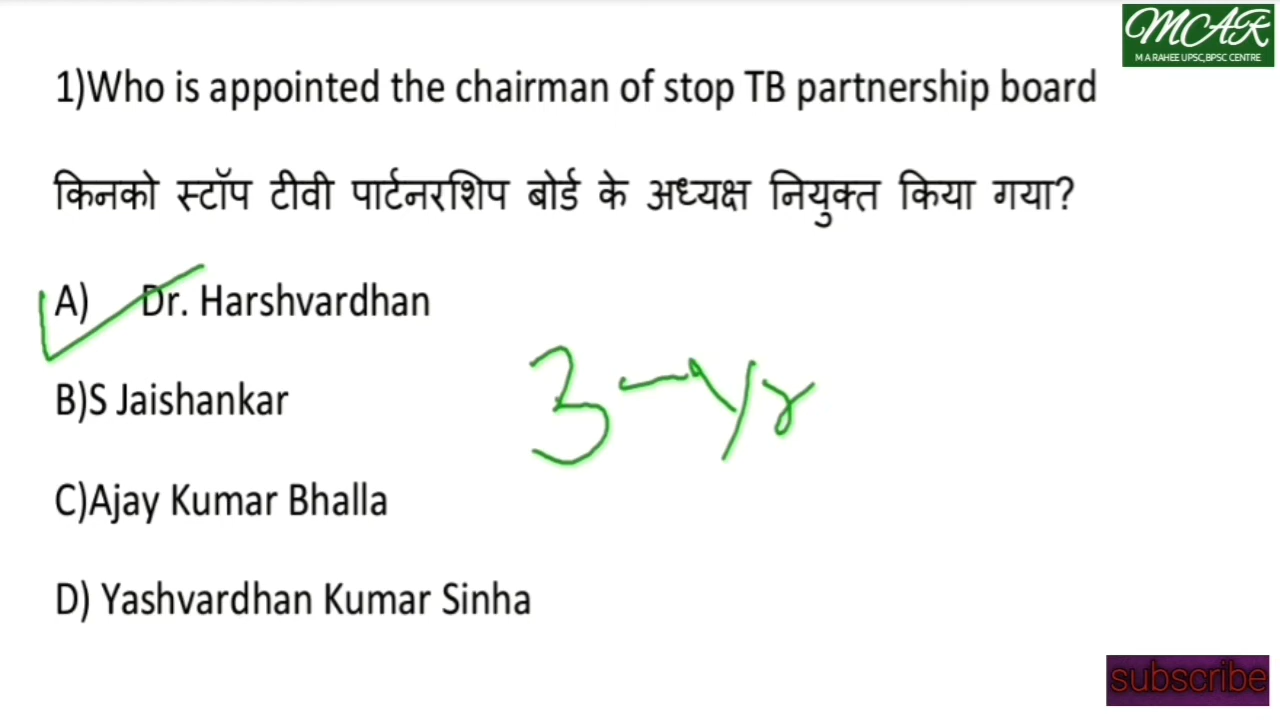 MCAR
M A RAHEE UPSC,BPSC CENTRE
1)Who is appointed the chairman of stop TB partnership board
किनको स्टॉप टीवी पार्टनरशिप बोर्ड के अध्यक्ष नियुक्त किया गया?
A) Dr. Harshvardhan
3-Yr
B)S Jaishankar
C)Ajay Kumar Bhalla
D) Yashvardhan Kumar Sinha
subscribe